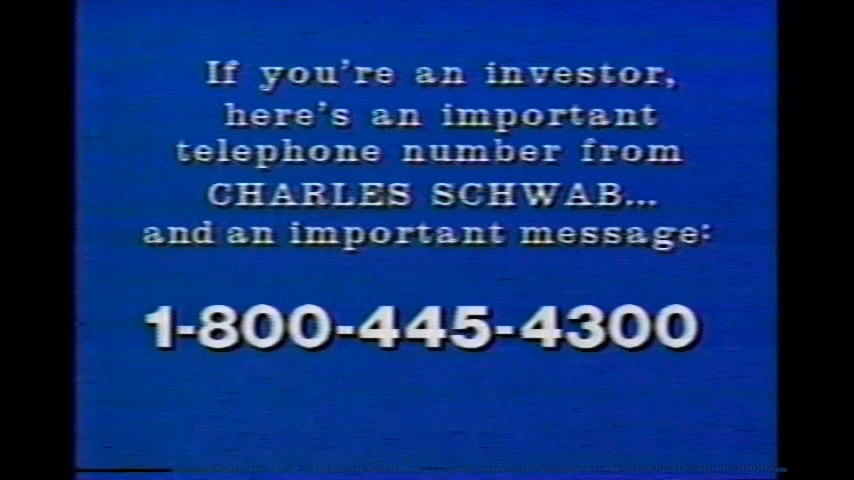 If you're an investor,
here's an important
telephone number from
CHARLES SCHWAB...
and an important message:
1-800-445-4300